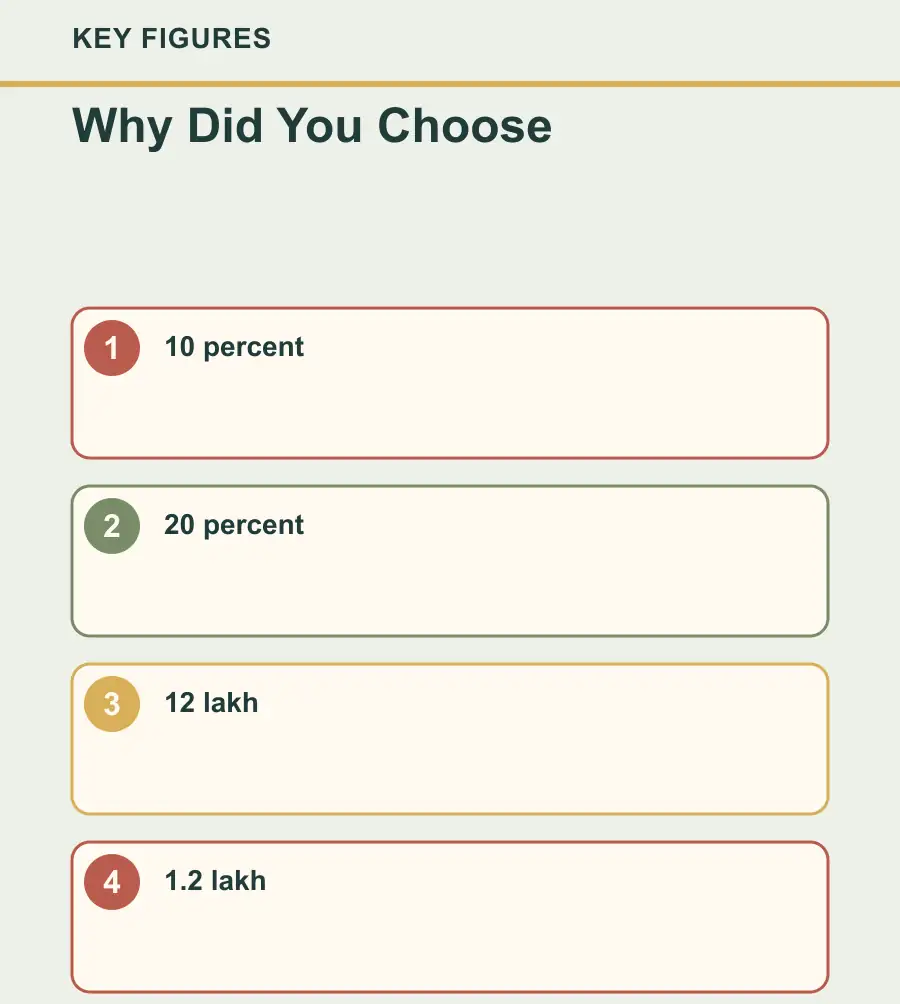 KEY FIGURES
Why Did You Choose
1 10 percent
2 20 percent
3 12 lakh
4 1.2 lakh